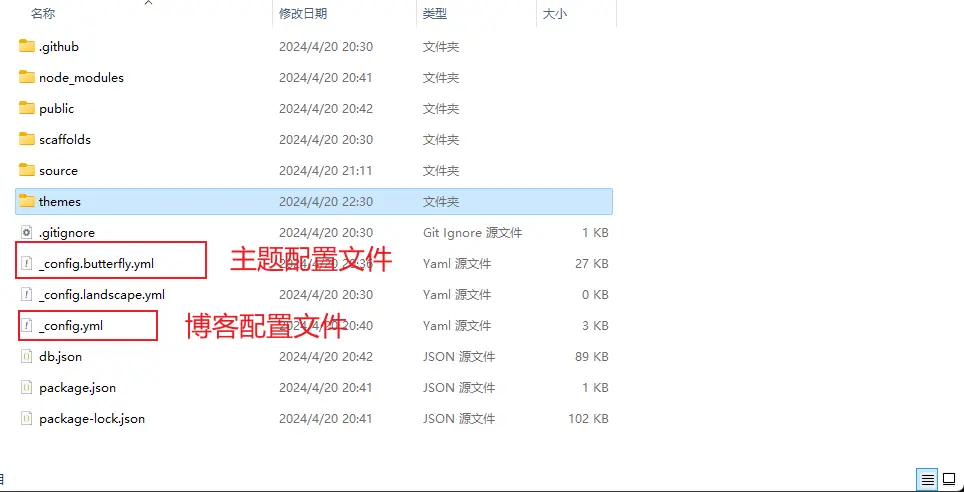 名称 修改日期 类型 大小
.github 2024/4/20 20:30 文件夹
node_modules 2024/4/20 20:41 文件夹
public 2024/4/20 20:42 文件夹
scaffolds 2024/4/20 20:30 文件夹
source 2024/4/20 21:11 文件夹
themes 2024/4/20 22:30 文件夹
.gitignore 2024/4/20 20:30 Git Ignore 源文件 1 KB
_config.butterfly.yml 主题配置文件 Yaml 源文件 27 KB
_config.landscape.yml 2024/4/20 20:30 Yaml 源文件 0 KB
_config.yml 博客配置文件 20:40 Yaml 源文件 3 KB
db.json 2024/4/20 20:42 JSON 源文件 89 KB
package.json 2024/4/20 20:41 JSON 源文件 1 KB
package-lock.json 2024/4/20 20:41 JSON 源文件 102 KB